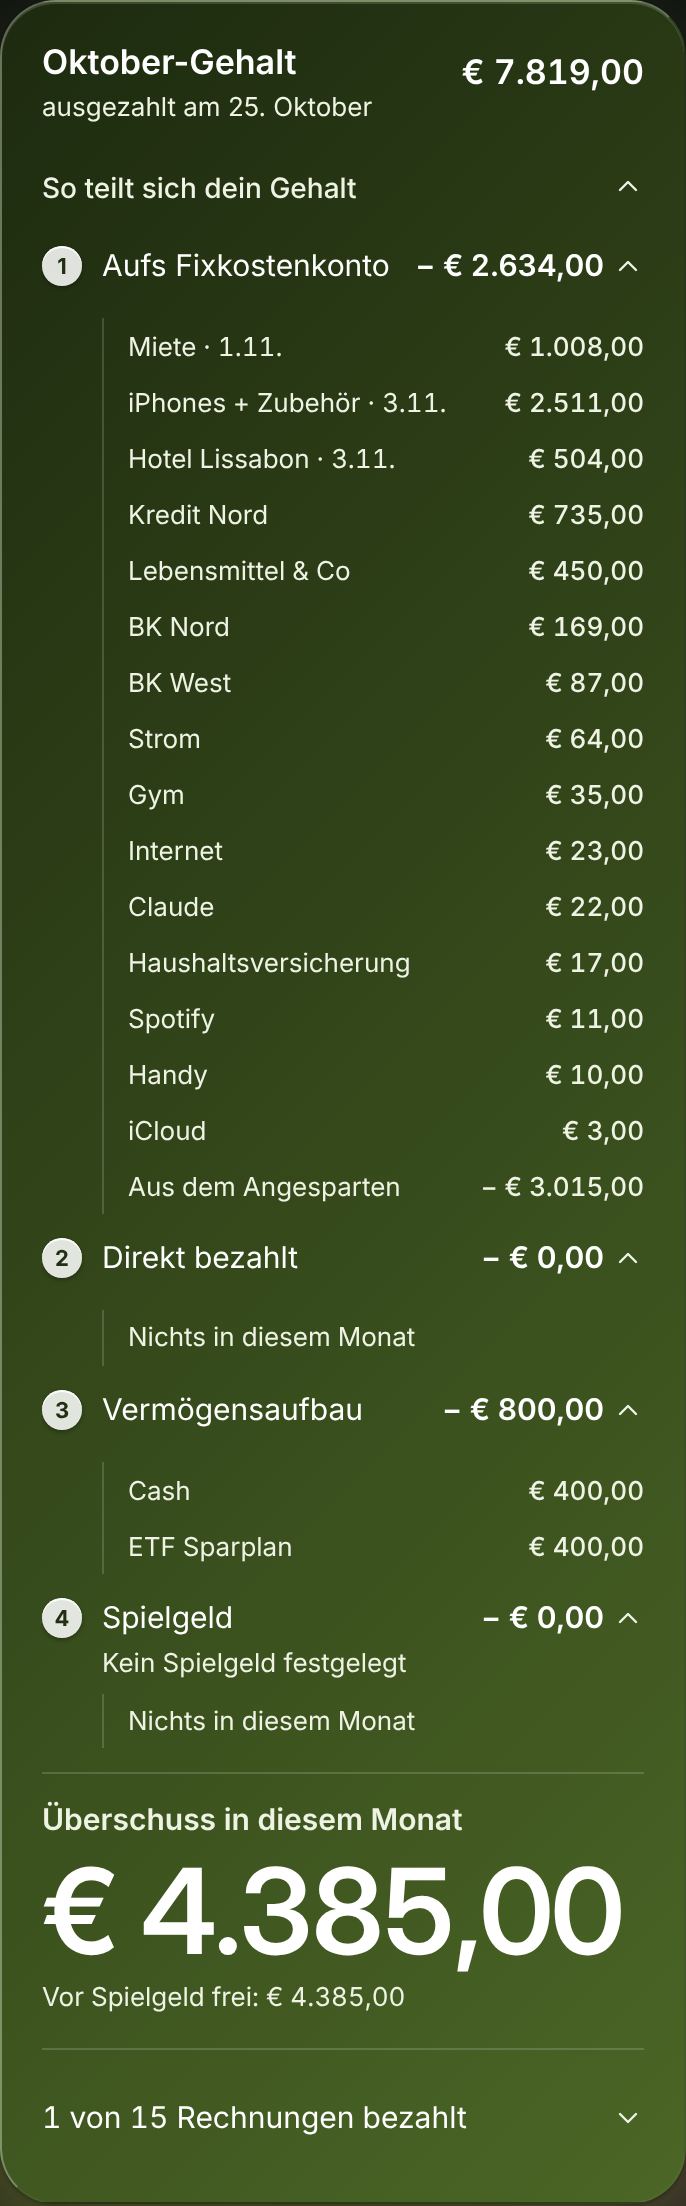 Oktober-Gehalt
€ 7.819,00
ausgezahlt am 25. Oktober
So teilt sich dein Gehalt
1 Aufs Fixkostenkonto – € 2.634,00
Miete · 1.11. € 1.008,00
iPhones + Zubehör · 3.11. € 2.511,00
Hotel Lissabon · 3.11. € 504,00
Kredit Nord € 735,00
Lebensmittel & Co € 450,00
BK Nord € 169,00
BK West € 87,00
Strom € 64,00
Gym € 35,00
Internet € 23,00
Claude € 22,00
Haushaltsversicherung € 17,00
Spotify € 11,00
Handy € 10,00
iCloud € 3,00
Aus dem Angesparten – € 3.015,00
2 Direkt bezahlt – € 0,00
Nichts in diesem Monat
3 Vermögensaufbau – € 800,00
Cash € 400,00
ETF Sparplan € 400,00
4 Spielgeld – € 0,00
Kein Spielgeld festgelegt
Nichts in diesem Monat
Überschuss in diesem Monat
€ 4.385,00
Vor Spielgeld frei: € 4.385,00
1 von 15 Rechnungen bezahlt